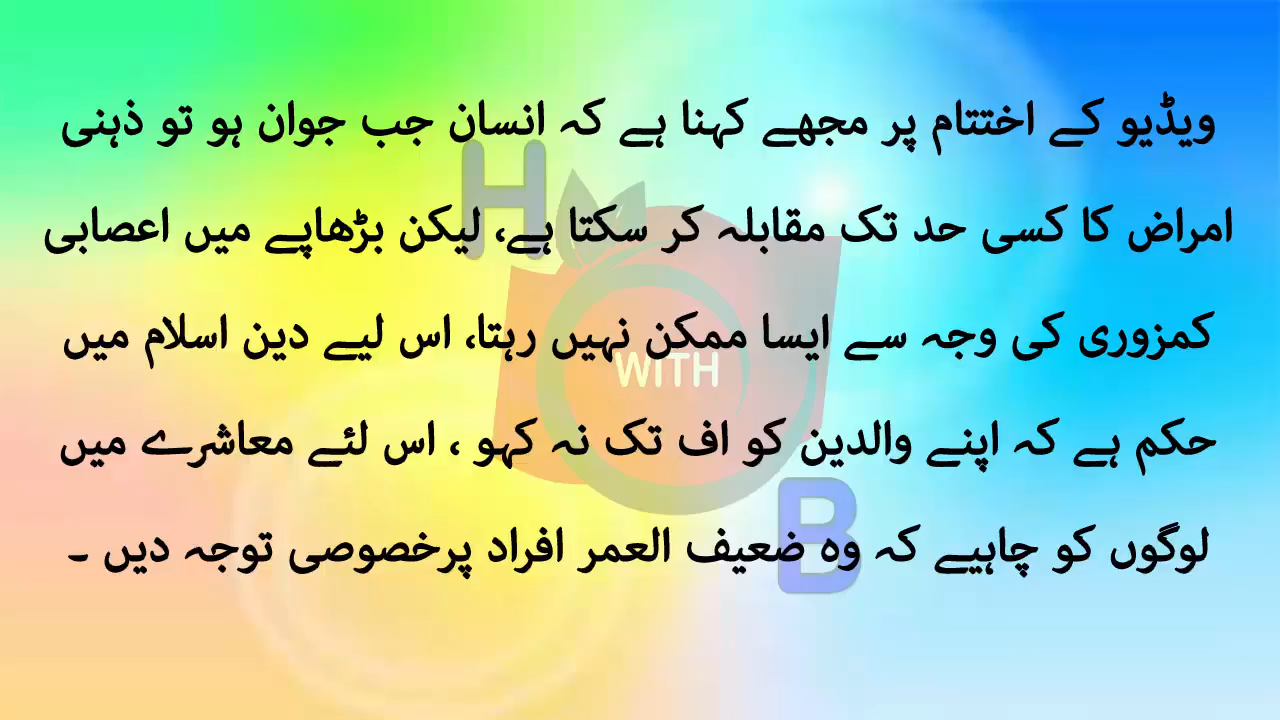 ویڈیو کے اختتام پر مجھے کہنا ہے کہ انسان جب جوان ہو تو ذہنی
امراض کا کسی حد تک مقابلہ کر سکتا ہے، لیکن بڑھاپے میں اعصابی
کمزوری کی وجہ سے ایسا ممکن نہیں رہتا، اس لیے دین اسلام میں
حکم ہے کہ اپنے والدین کو اف تک نہ کہو ، اس لئے معاشرے میں
لوگوں کو چاہیے کہ وہ ضعیف العمر افراد پرخصوصی توجہ دیں ۔
H
WITH
B